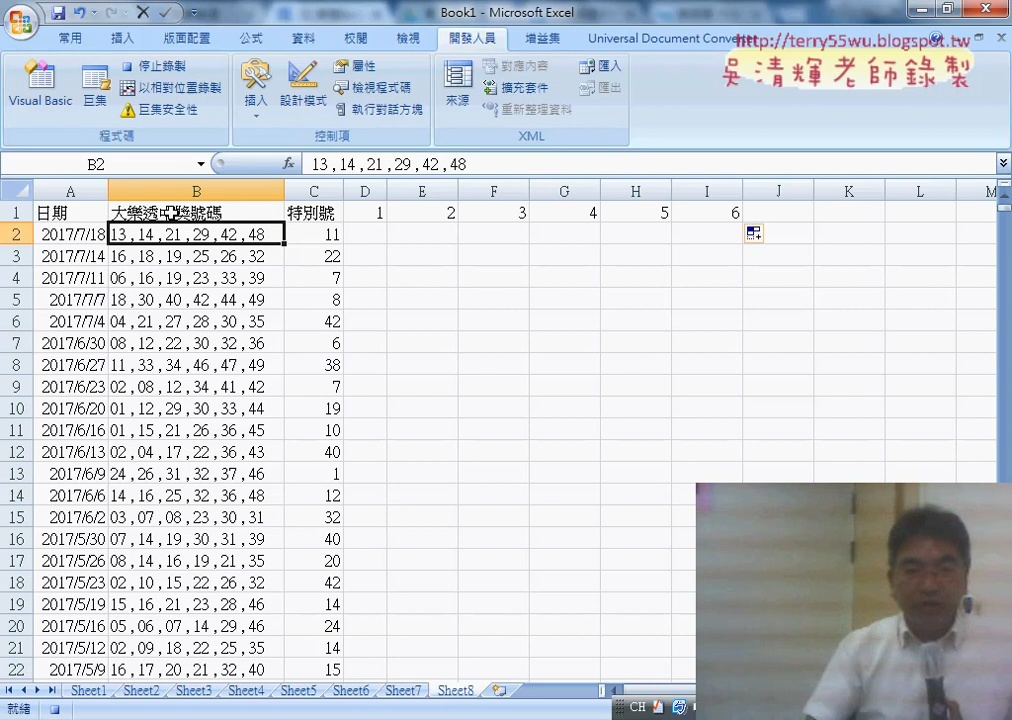 Book1 - Microsoft Excel
常用 插入 版面配置 公式 資料 校閱 檢視 開發人員 增益集 Universal Document
http://terry55wu.blogspot.tw
吳清輝老師錄製
Visual Basic 巨集 停止錄製 以相對位置錄製 巨集安全性 程式碼
插入 設計模式 屬性 檢視程式碼 執行對話方塊 控制項
來源 對應內容 擴充套件 重新整理資料 匯入 匯出 XML
B2 fx 13,14,21,29,42,48
A B C D E F G H I J K L M
1 日期 大樂透 獎號碼 特別號 1 2 3 4 5 6
2 2017/7/18 13,14,21,29,42,48 11
3 2017/7/14 16,18,19,25,26,32 22
4 2017/7/11 06,16,19,23,33,39 7
5 2017/7/7 18,30,40,42,44,49 8
6 2017/7/4 04,21,27,28,30,35 42
7 2017/6/30 08,12,22,30,32,36 6
8 2017/6/27 11,33,34,46,47,49 38
9 2017/6/23 02,08,12,34,41,42 7
10 2017/6/20 01,12,29,30,33,44 19
11 2017/6/16 01,15,21,26,36,45 10
12 2017/6/13 02,04,17,22,36,43 40
13 2017/6/9 24,26,31,32,37,46 1
14 2017/6/6 14,16,25,32,36,48 12
15 2017/6/2 03,07,08,23,30,31 32
16 2017/5/30 07,14,19,30,31,39 40
17 2017/5/26 08,14,16,19,21,35 20
18 2017/5/23 02,10,15,22,26,32 42
19 2017/5/19 15,16,21,23,28,46 14
20 2017/5/16 05,06,07,14,29,46 24
21 2017/5/12 02,09,18,22,25,35 14
22 2017/5/9 16,17,20,21,32,40 15
Sheet1 Sheet2 Sheet3 Sheet4 Sheet5 Sheet6 Sheet7 Sheet8
就緒 CH